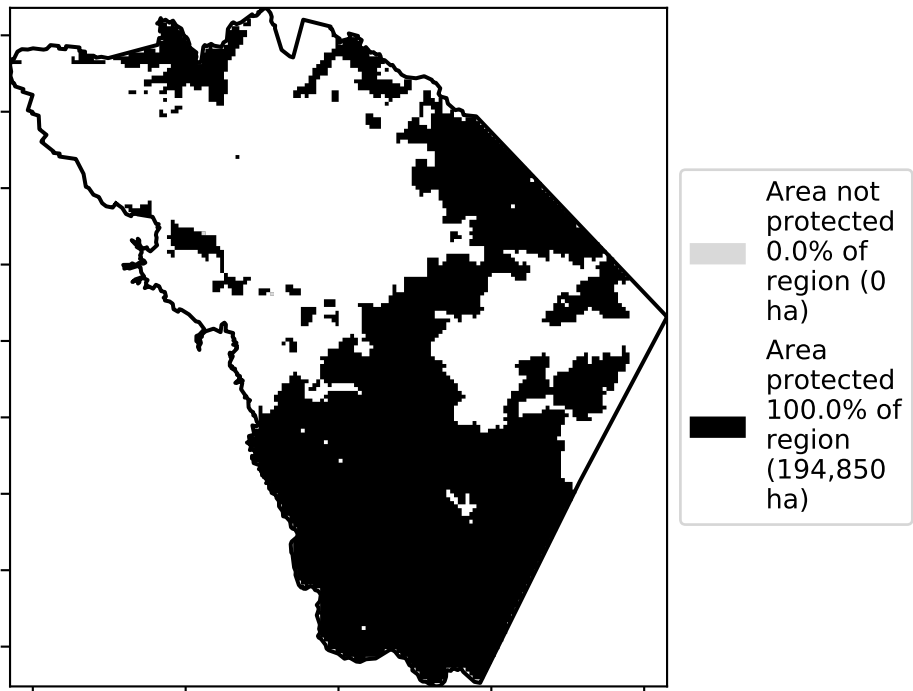 Area not
protected
0.0% of
region (0
ha)
Area
protected
100.0% of
region
(194,850
ha)